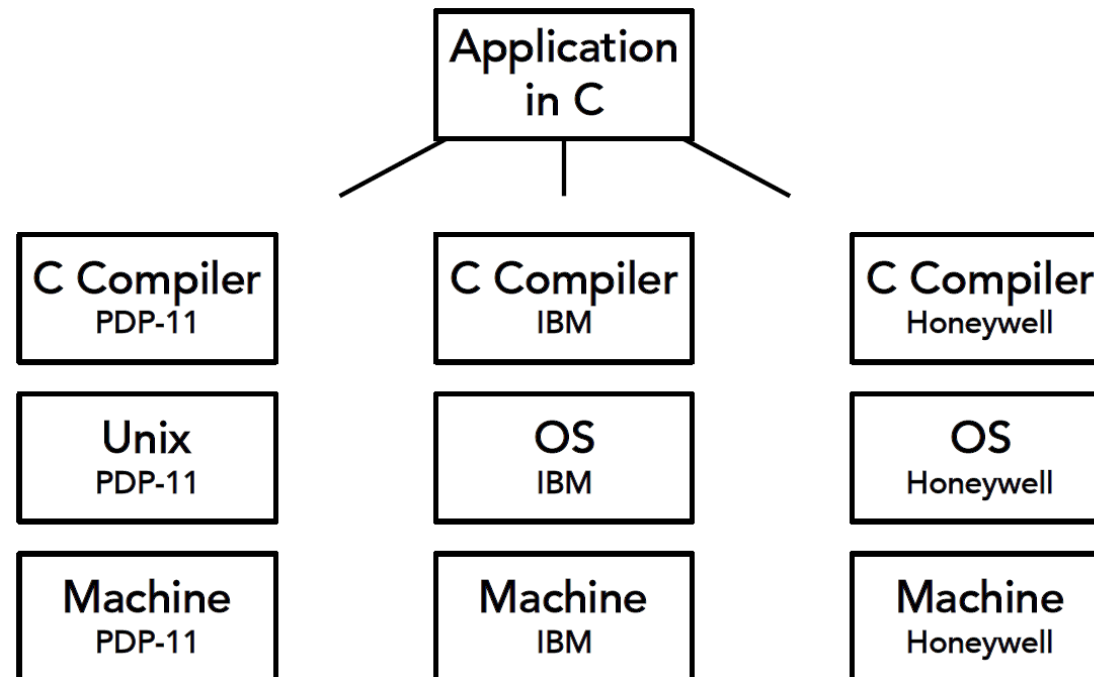 Application
in C
C Compiler
PDP-11
C Compiler
IBM
C Compiler
Honeywell
Unix
PDP-11
OS
IBM
OS
Honeywell
Machine
PDP-11
Machine
IBM
Machine
Honeywell